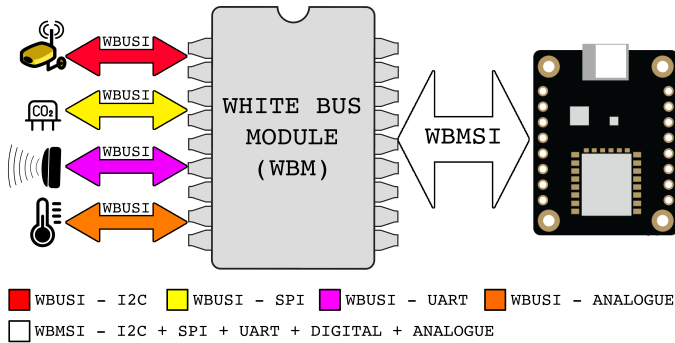 WBUSI
WBUSI
CO₂
WBUSI
WBUSI
WHITE BUS
MODULE
(WBM)
WBMSI
WBUSI - I2C
WBUSI - SPI
WBUSI - UART
WBUSI - ANALOGUE
WBMSI - I2C + SPI + UART + DIGITAL + ANALOGUE